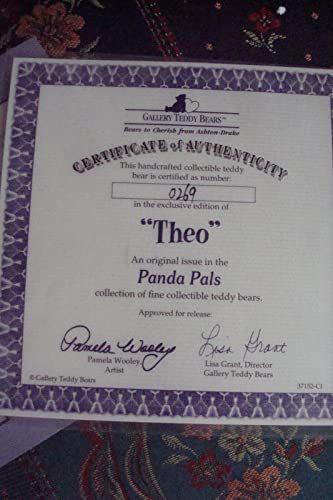 GALLERY TEDDY BEARS™
Bears to Cherish from Ashton-Drake
CERTIFICATE of AUTHENTICITY
This handcrafted collectible teddy
bear is certified as number:
0269
in the exclusive edition of
"Theo"
An original issue in the
Panda Pals
collection of fine collectible teddy bears.
Approved for release:
Pamela Wooley
Lisa Grant
Pamela Wooley
Artist
Lisa Grant, Director
Gallery Teddy Bears
© Gallery Teddy Bears
37152-C1